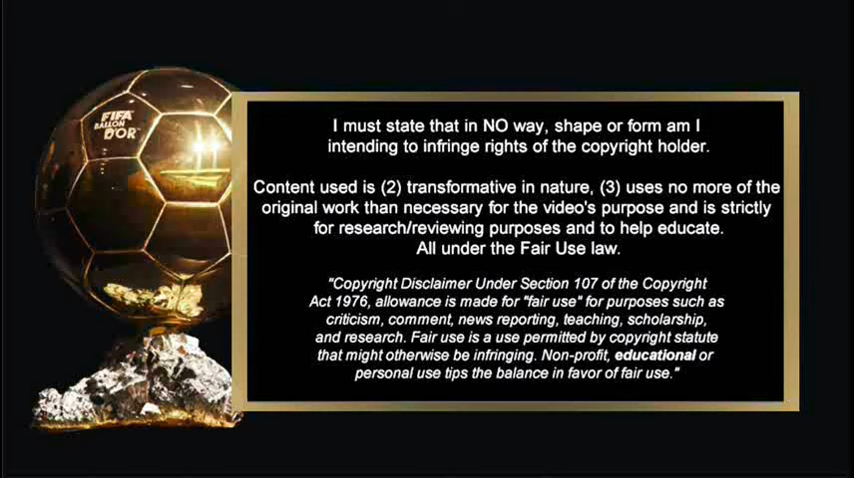 FIFA
BALLON
D'OR
I must state that in NO way, shape or form am I
intending to infringe rights of the copyright holder.
Content used is (2) transformative in nature, (3) uses no more of the
original work than necessary for the video's purpose and is strictly
for research/reviewing purposes and to help educate.
All under the Fair Use law.
"Copyright Disclaimer Under Section 107 of the Copyright
Act 1976, allowance is made for "fair use" for purposes such as
criticism, comment, news reporting, teaching, scholarship,
and research. Fair use is a use permitted by copyright statute
that might otherwise be infringing. Non-profit, educational or
personal use tips the balance in favor of fair use."